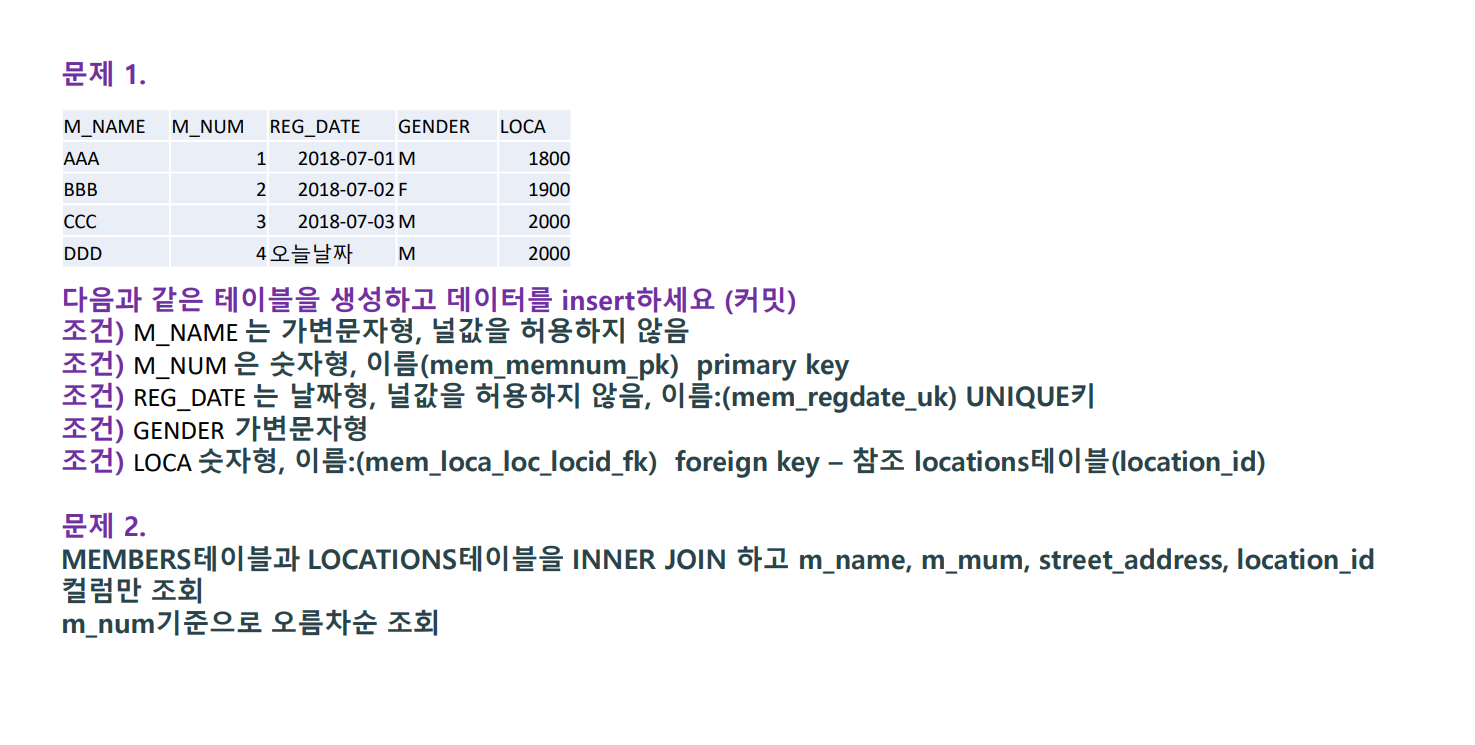 문제 1.
M_NAME M_NUM REG_DATE GENDER LOCA
AAA 1 2018-07-01 M 1800
BBB 2 2018-07-02 F 1900
CCC 3 2018-07-03 M 2000
DDD 4 오늘날짜 M 2000
다음과 같은 테이블을 생성하고 데이터를 insert하세요 (커밋)
조건) M_NAME 는 가변문자형, 널값을 허용하지 않음
조건) M_NUM 은 숫자형, 이름(mem_memnum_pk) primary key
조건) REG_DATE 는 날짜형, 널값을 허용하지 않음, 이름:(mem_regdate_uk) UNIQUE키
조건) GENDER 가변문자형
조건) LOCA 숫자형, 이름:(mem_loca_loc_locid_fk) foreign key – 참조 locations테이블(location_id)
문제 2.
MEMBERS테이블과 LOCATIONS테이블을 INNER JOIN 하고 m_name, m_mum, street_address, location_id
컬럼만 조회
m_num기준으로 오름차순 조회